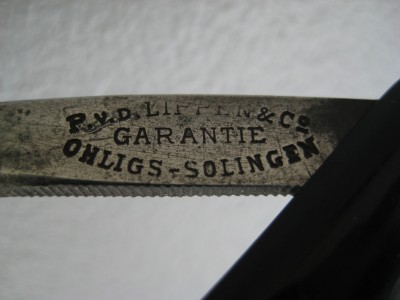 P.v.D. LIPPEN & Co
GARANTIE
OHLIGS-SOLINGEN